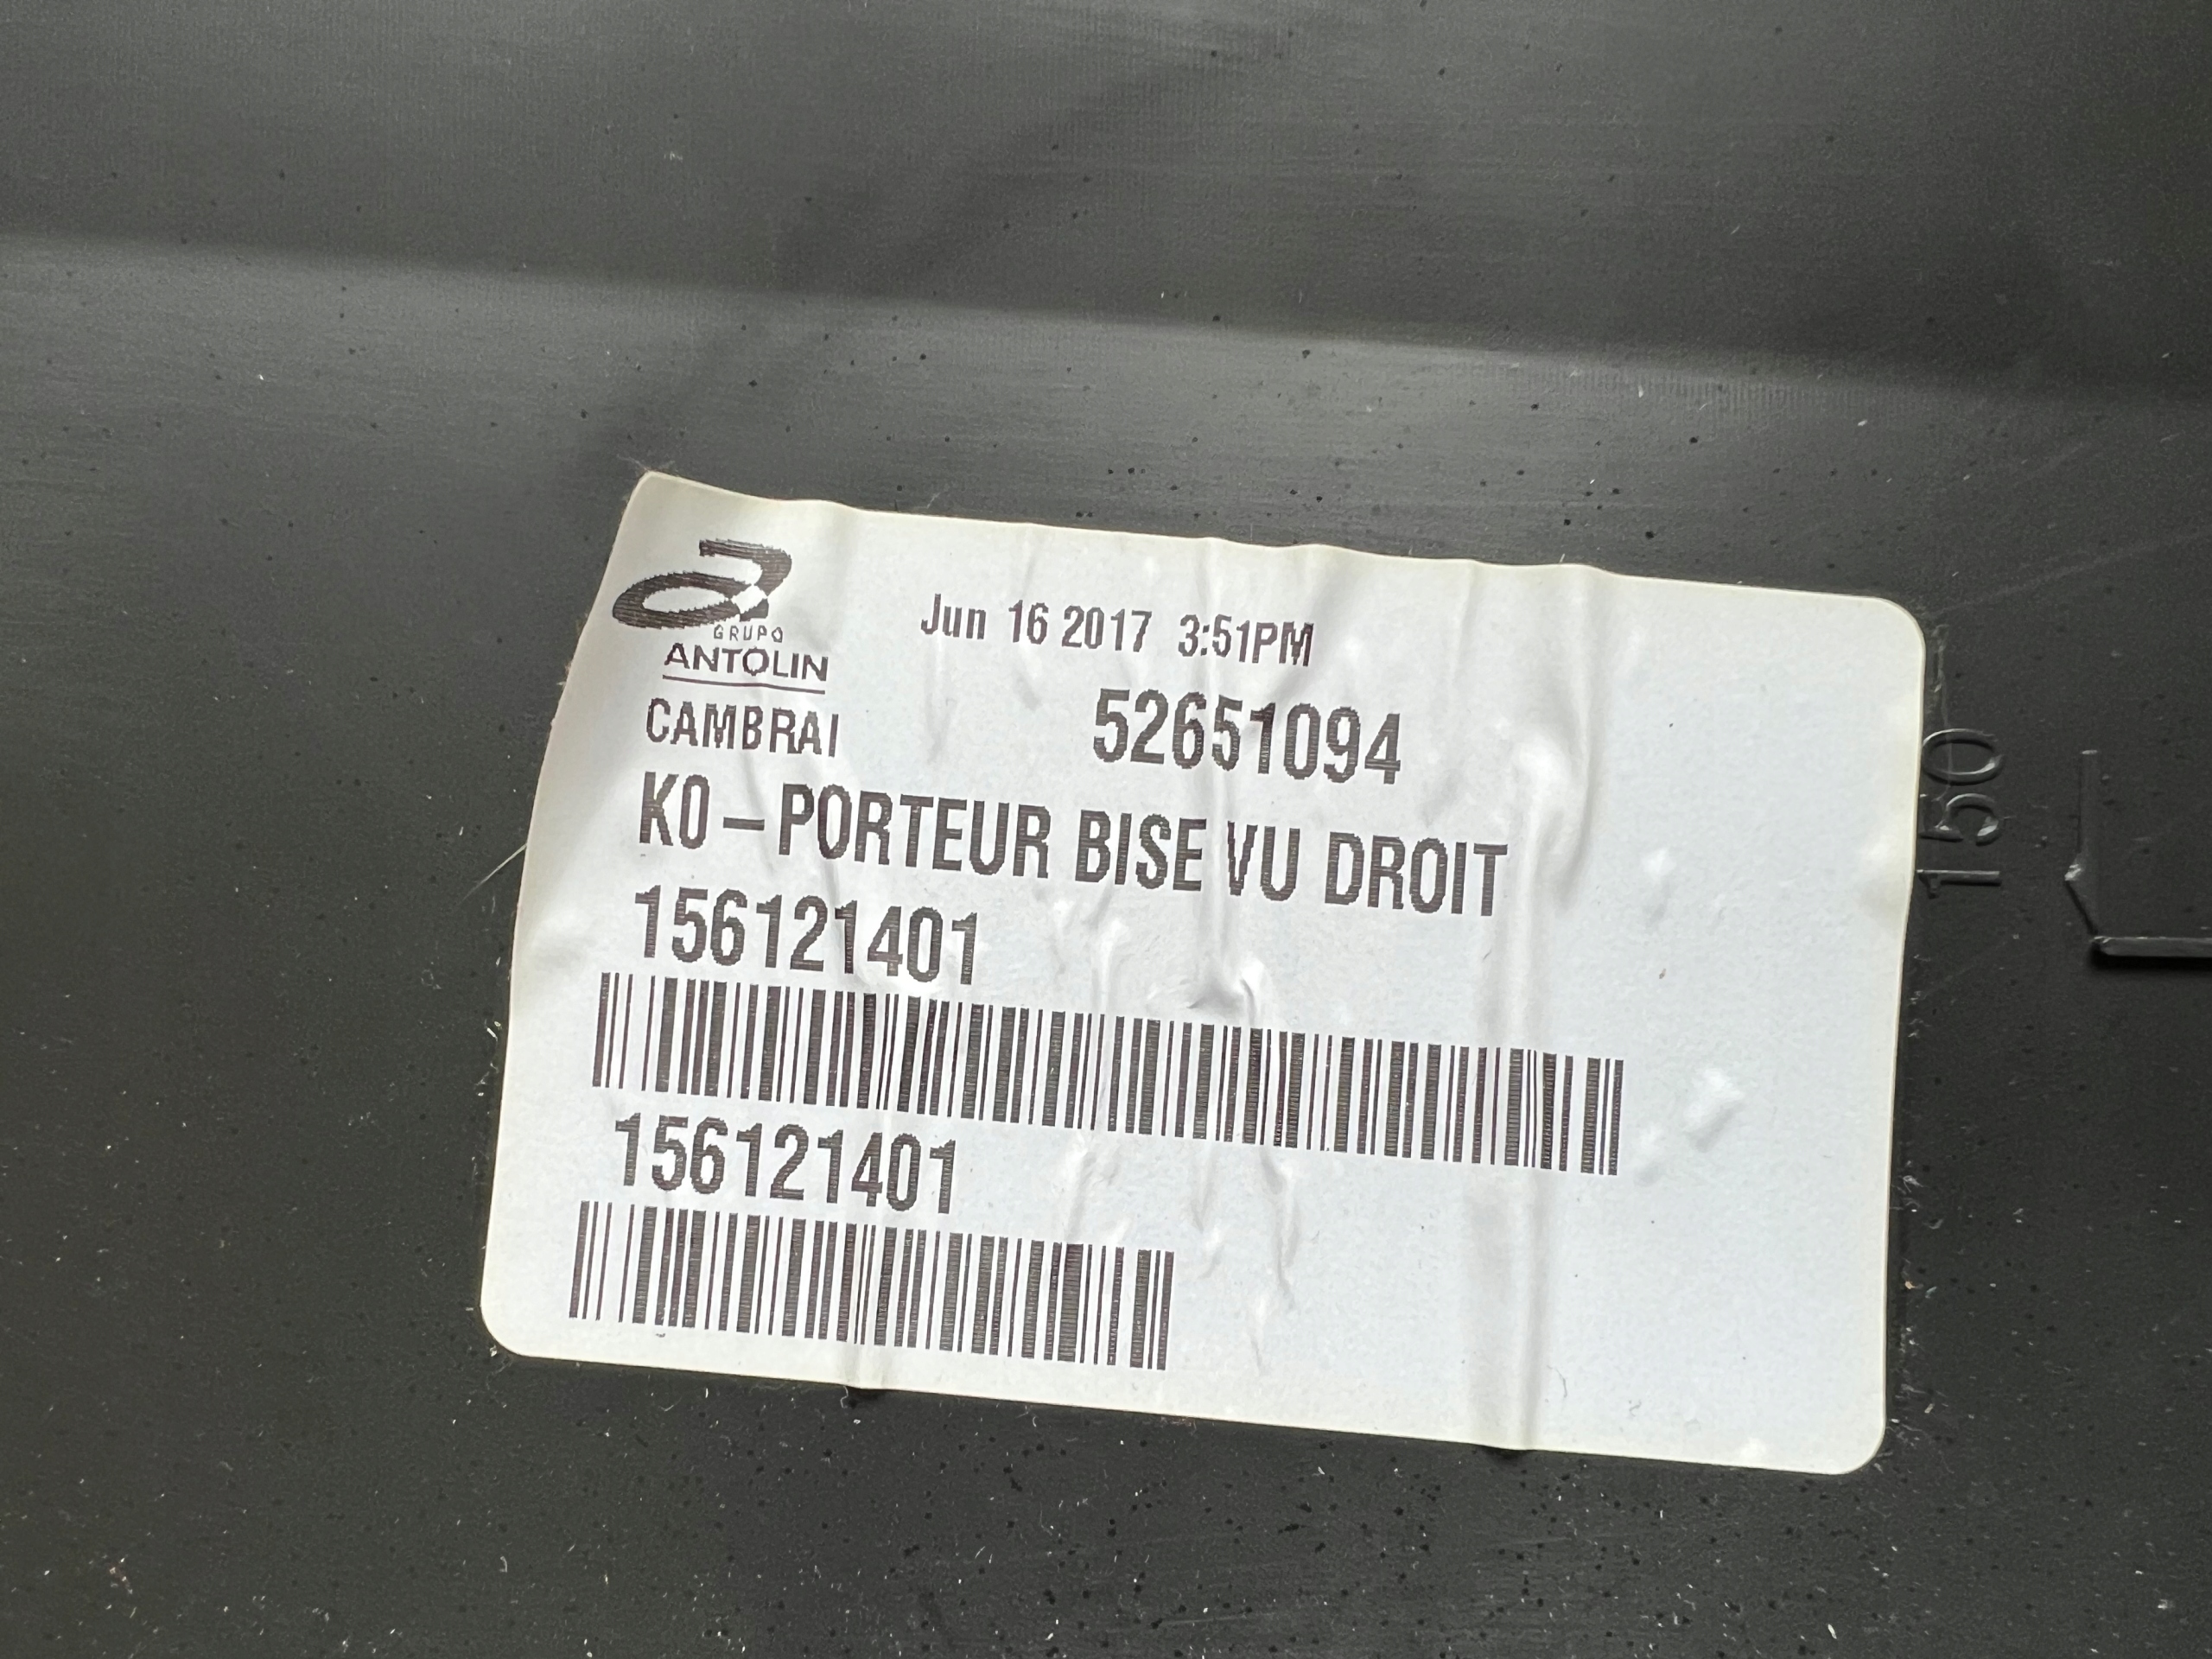 GRUPO
ANTOLIN
Jun 16 2017 3:51PM
CAMBRAI 52651094
K0-PORTEUR BISE VU DROIT
156121401
156121401
150